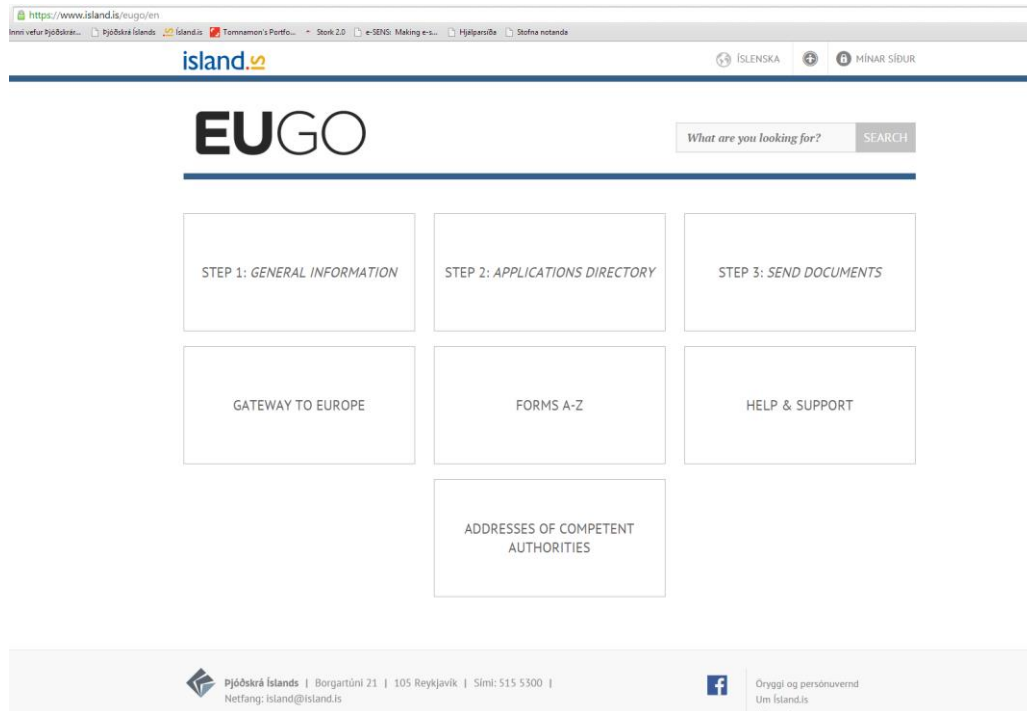 https://www.island.is/eugo/en
Innri vefur Þjóðskrár... Þjóðskrá Íslands Ísland.is Tomnamon's Portfo... Stork 2.0 e-SENS: Making e-s... Hjálparsíða Stofna notanda
ísland.is ÍSLENSKA MÍNAR SÍÐUR
EUGO
What are you looking for? SEARCH
STEP 1: GENERAL INFORMATION
STEP 2: APPLICATIONS DIRECTORY
STEP 3: SEND DOCUMENTS
GATEWAY TO EUROPE
FORMS A-Z
HELP & SUPPORT
ADDRESSES OF COMPETENT
AUTHORITIES
Þjóðskrá Íslands | Borgartúni 21 | 105 Reykjavík | Sími: 515 5300 |
Netfang: island@island.is
Öryggi og persónuvernd
Um Ísland.is